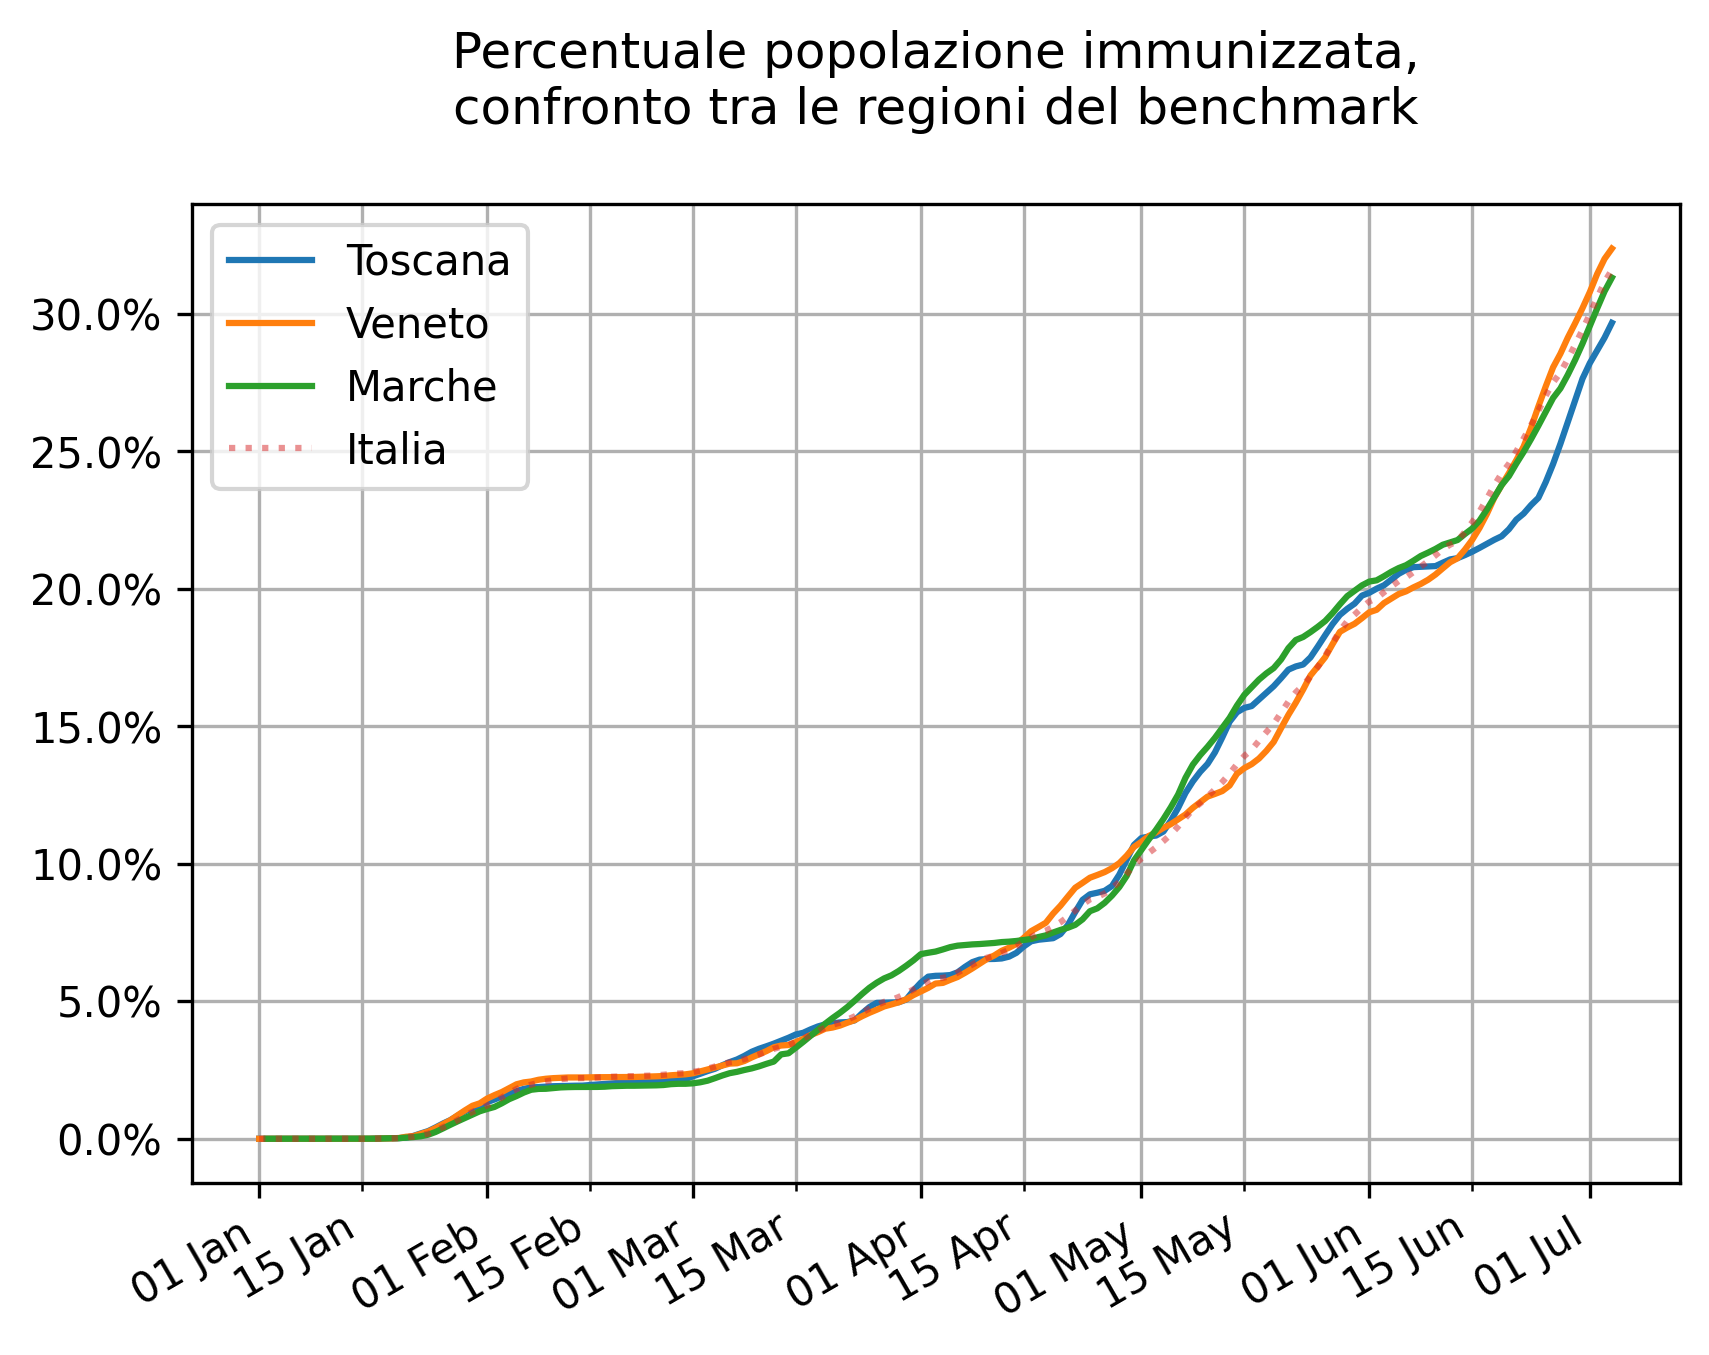 Percentuale popolazione immunizzata,
confronto tra le regioni del benchmark
Toscana
Veneto
Marche
Italia
30.0%
25.0%
20.0%
15.0%
10.0%
5.0%
0.0%
01 Jan
15 Jan
01 Feb
15 Feb
01 Mar
15 Mar
01 Apr
15 Apr
01 May
15 May
01 Jun
15 Jun
01 Jul